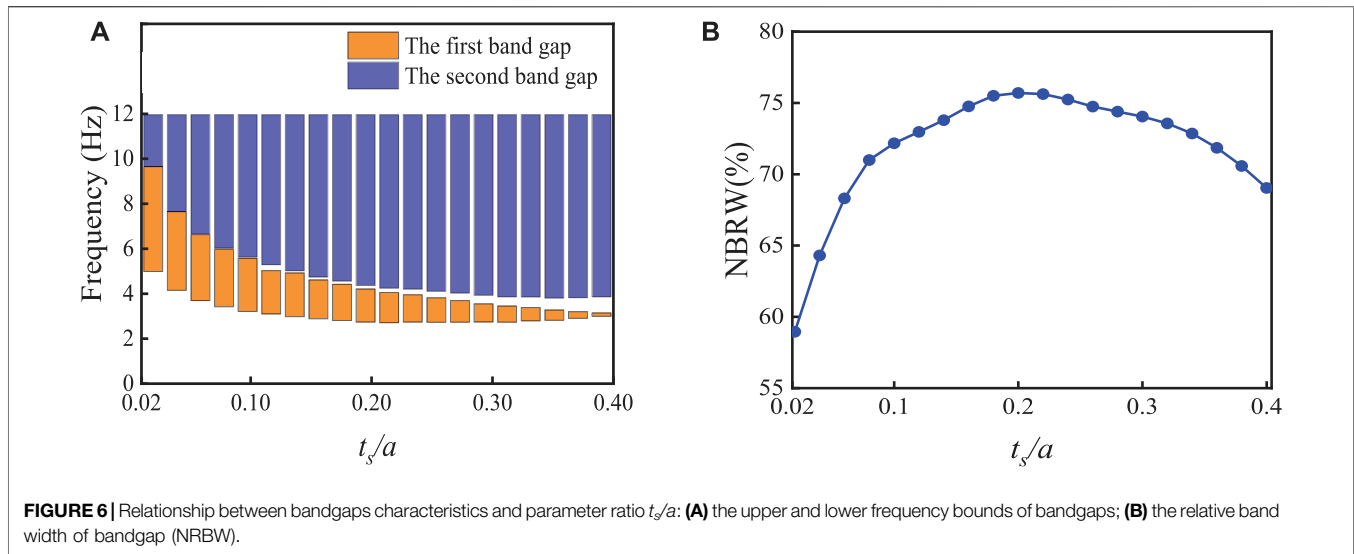 A
The first band gap
The second band gap
Frequency (Hz)
12
10
8
6
4
2
0
0.02 0.10 0.20 0.30 0.40
t_s/a
B
NBRW(%)
80
75
70
65
60
55
0.02 0.1 0.2 0.3 0.4
t_s/a
FIGURE 6 | Relationship between bandgaps characteristics and parameter ratio t_s/a: (A) the upper and lower frequency bounds of bandgaps; (B) the relative band
width of bandgap (NRBW).